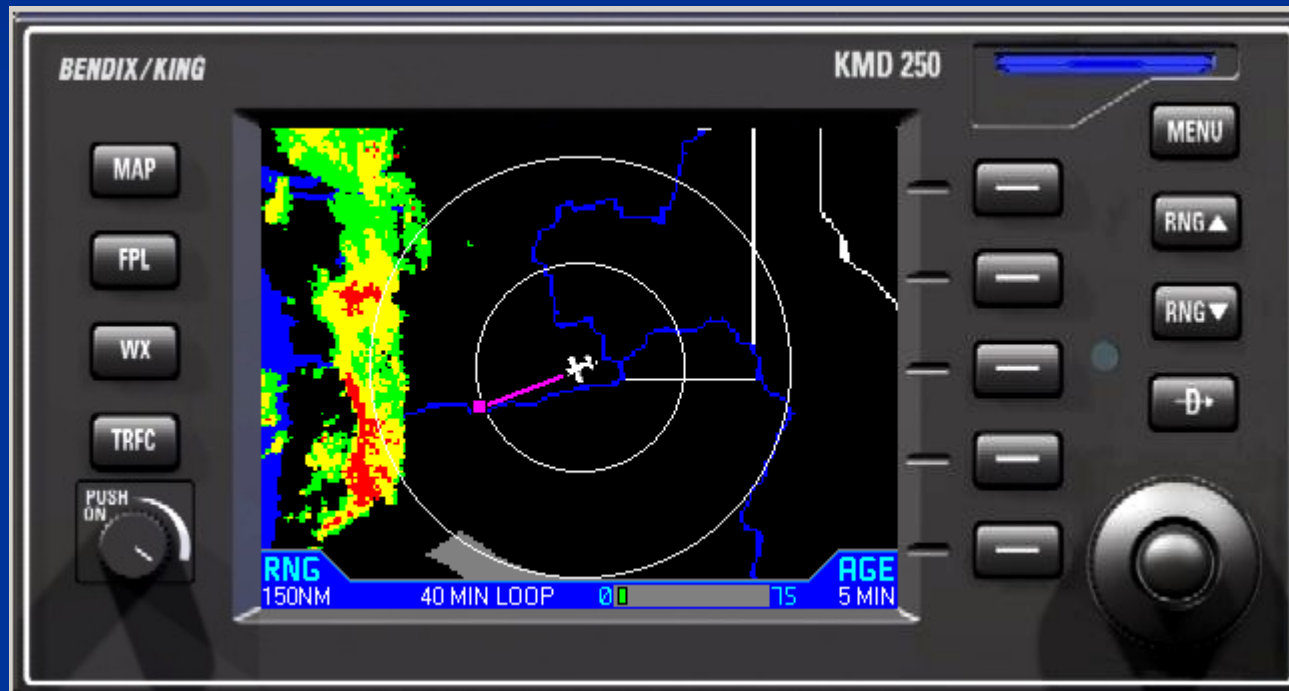 BENDIX/KING
KMD 250
MAP
FPL
WX
TRFC
PUSH
ON
MENU
RNG▲
RNG▼
D
RNG
150NM
40 MIN LOOP
0
75
AGE
5 MIN